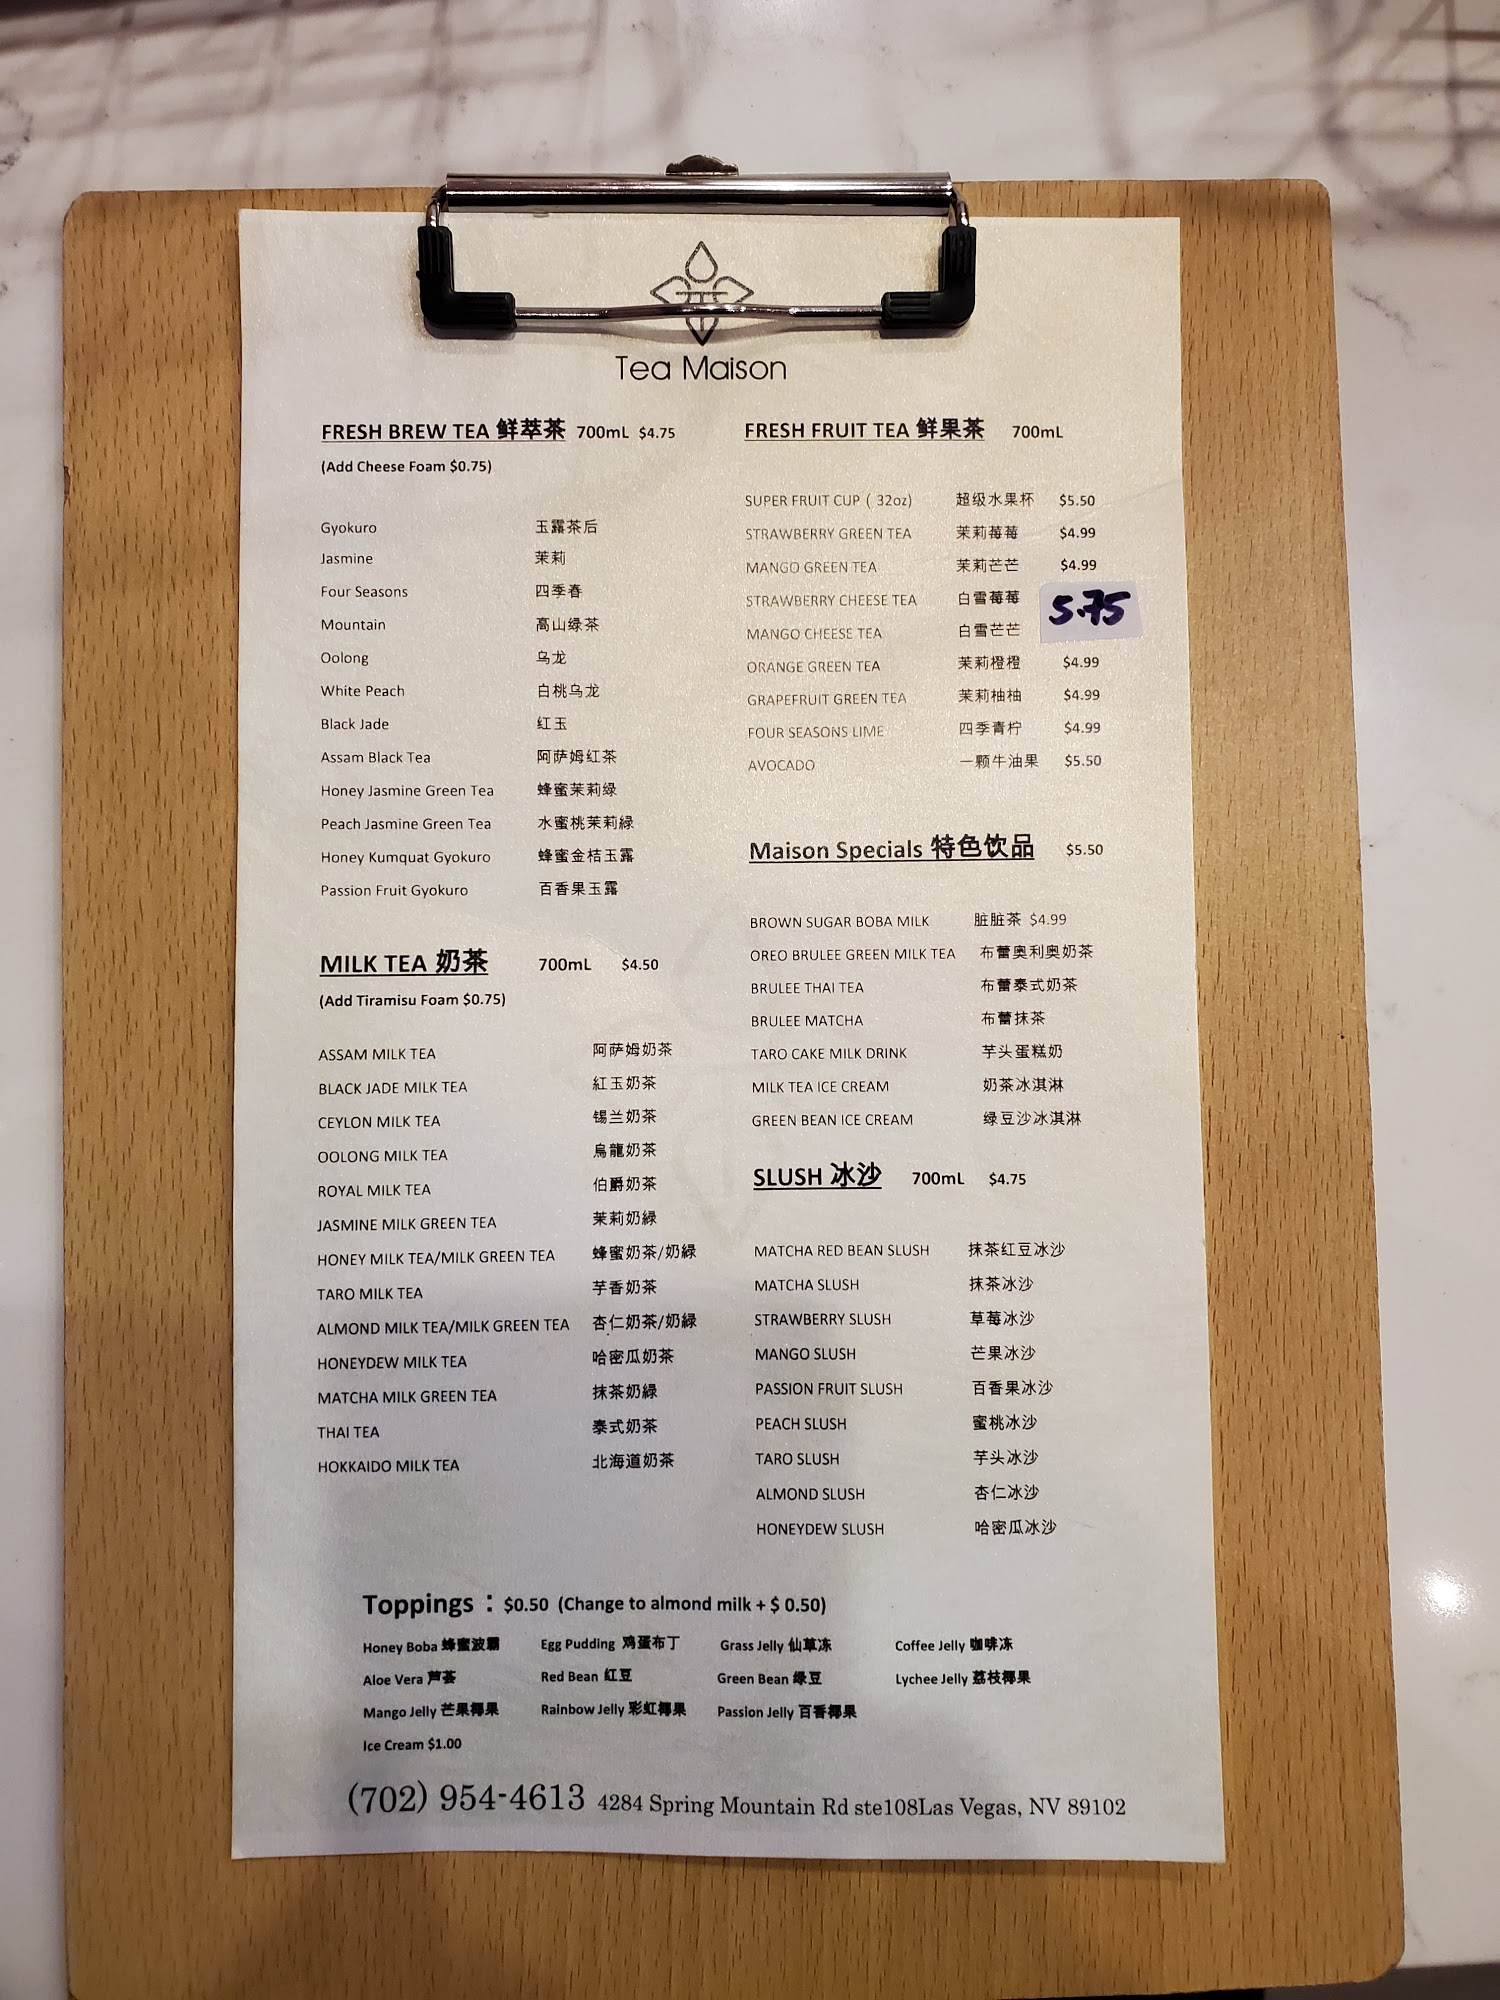 Tea Maison
FRESH BREW TEA 鲜萃茶 700mL $4.75
(Add Cheese Foam $0.75)
Gyokuro 玉露茶后
Jasmine 茉莉
Four Seasons 四季春
Mountain 高山绿茶
Oolong 乌龙
White Peach 白桃乌龙
Black Jade 红玉
Assam Black Tea 阿萨姆红茶
Honey Jasmine Green Tea 蜂蜜茉莉绿
Peach Jasmine Green Tea 水蜜桃茉莉緑
Honey Kumquat Gyokuro 蜂蜜金桔玉露
Passion Fruit Gyokuro 百香果玉露
MILK TEA 奶茶 700mL $4.50
(Add Tiramisu Foam $0.75)
ASSAM MILK TEA 阿萨姆奶茶
BLACK JADE MILK TEA 紅玉奶茶
CEYLON MILK TEA 锡兰奶茶
OOLONG MILK TEA 烏龍奶茶
ROYAL MILK TEA 伯爵奶茶
JASMINE MILK GREEN TEA 茉莉奶緑
HONEY MILK TEA/MILK GREEN TEA 蜂蜜奶茶/奶緑
TARO MILK TEA 芋香奶茶
ALMOND MILK TEA/MILK GREEN TEA 杏仁奶茶/奶緑
HONEYDEW MILK TEA 哈密瓜奶茶
MATCHA MILK GREEN TEA 抹茶奶緑
THAI TEA 泰式奶茶
HOKKAIDO MILK TEA 北海道奶茶
FRESH FRUIT TEA 鲜果茶 700mL
SUPER FRUIT CUP ( 32oz) 超级水果杯 $5.50
STRAWBERRY GREEN TEA 茉莉莓莓 $4.99
MANGO GREEN TEA 茉莉芒芒 $4.99
STRAWBERRY CHEESE TEA 白雪莓莓 5.75
MANGO CHEESE TEA 白雪芒芒
ORANGE GREEN TEA 茉莉橙橙 $4.99
GRAPEFRUIT GREEN TEA 茉莉柚柚 $4.99
FOUR SEASONS LIME 四季青柠 $4.99
AVOCADO 一颗牛油果 $5.50
Maison Specials 特色饮品 $5.50
BROWN SUGAR BOBA MILK 脏脏茶 $4.99
OREO BRULEE GREEN MILK TEA 布蕾奥利奥奶茶
BRULEE THAI TEA 布蕾泰式奶茶
BRULEE MATCHA 布蕾抹茶
TARO CAKE MILK DRINK 芋头蛋糕奶
MILK TEA ICE CREAM 奶茶冰淇淋
GREEN BEAN ICE CREAM 绿豆沙冰淇淋
SLUSH 冰沙 700mL $4.75
MATCHA RED BEAN SLUSH 抹茶红豆冰沙
MATCHA SLUSH 抹茶冰沙
STRAWBERRY SLUSH 草莓冰沙
MANGO SLUSH 芒果冰沙
PASSION FRUIT SLUSH 百香果冰沙
PEACH SLUSH 蜜桃冰沙
TARO SLUSH 芋头冰沙
ALMOND SLUSH 杏仁冰沙
HONEYDEW SLUSH 哈密瓜冰沙
Toppings：$0.50 (Change to almond milk + $ 0.50)
Honey Boba 蜂蜜波霸 Egg Pudding 鸡蛋布丁 Grass Jelly 仙草冻 Coffee Jelly 咖啡冻
Aloe Vera 芦荟 Red Bean 红豆 Green Bean 绿豆 Lychee Jelly 荔枝椰果
Mango Jelly 芒果椰果 Rainbow Jelly 彩虹椰果 Passion Jelly 百香椰果
Ice Cream $1.00
(702) 954-4613 4284 Spring Mountain Rd ste108Las Vegas, NV 89102